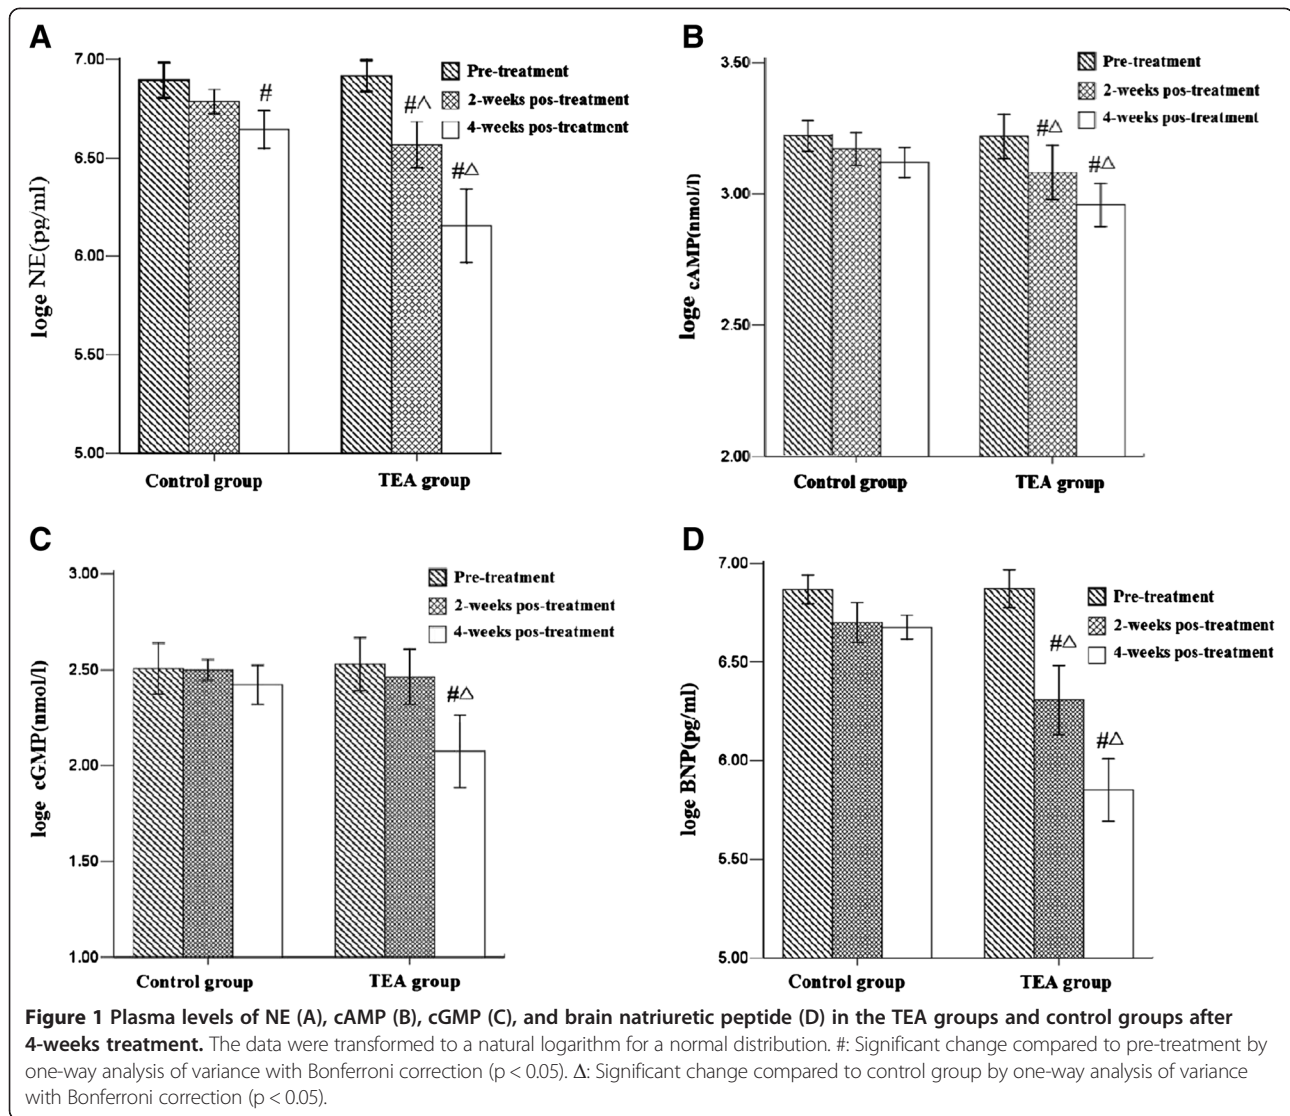 A
7.00
6.50
6.00
5.50
5.00
loge NE(pg/ml)
Pre-treatment
2-weeks pos-treatment
4-weeks pos-treatment
#
#△
#△
Control group
TEA group
B
3.50
3.00
2.50
2.00
loge cAMP(nmol/l)
Pre-treatment
2-weeks pos-treatment
4-weeks pos-treatment
#△
#△
Control group
TEA group
C
3.00
2.50
2.00
1.50
1.00
loge cGMP(nmol/l)
Pre-treatment
2-weeks pos-treatment
4-weeks pos-treatment
#△
Control group
TEA group
D
7.00
6.50
6.00
5.50
5.00
loge BNP(pg/ml)
Pre-treatment
2-weeks pos-treatment
4-weeks pos-treatment
#△
#△
Control group
TEA group
Figure 1 Plasma levels of NE (A), cAMP (B), cGMP (C), and brain natriuretic peptide (D) in the TEA groups and control groups after
4-weeks treatment. The data were transformed to a natural logarithm for a normal distribution. #: Significant change compared to pre-treatment by
one-way analysis of variance with Bonferroni correction (p < 0.05). Δ: Significant change compared to control group by one-way analysis of variance
with Bonferroni correction (p < 0.05).